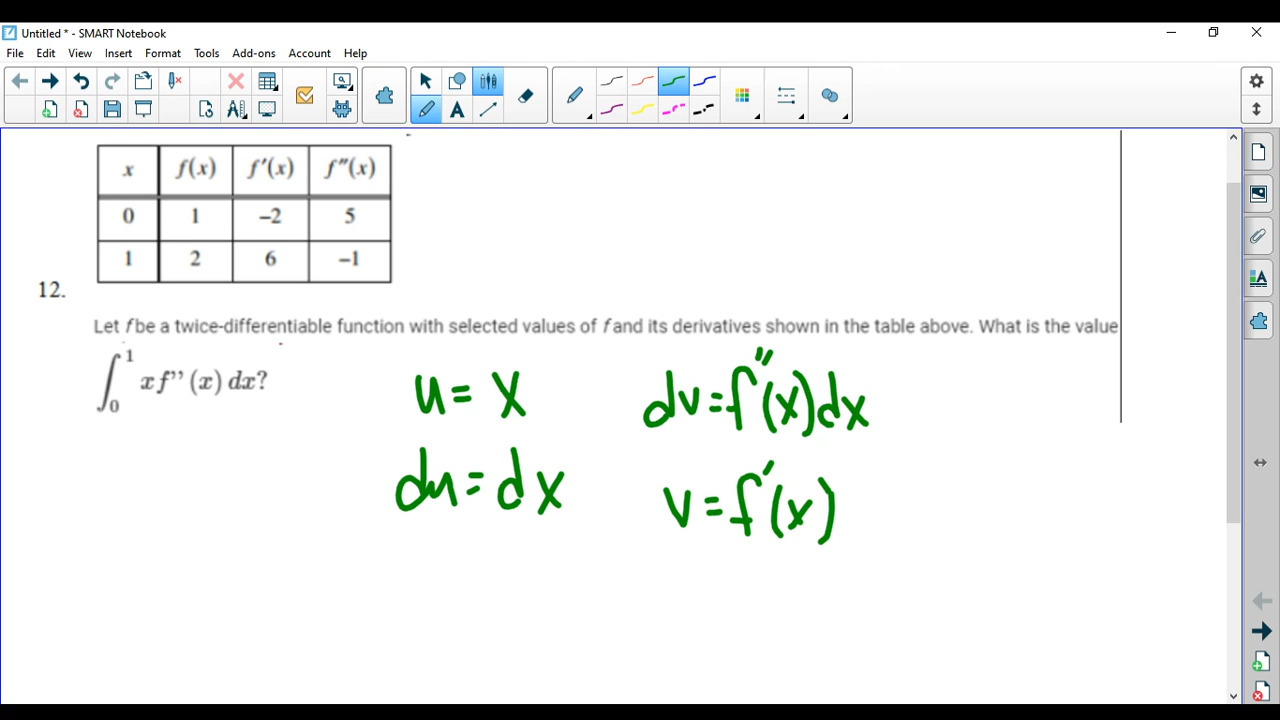 Untitled * - SMART Notebook
File Edit View Insert Format Tools Add-ons Account Help
x f(x) f′(x) f″(x)
0 1 –2 5
1 2 6 –1
12.
Let f be a twice-differentiable function with selected values of f and its derivatives shown in the table above. What is the value
∫₀¹ x f’’ (x) dx?
u = x dv = f″(x)dx
du = dx v = f′(x)